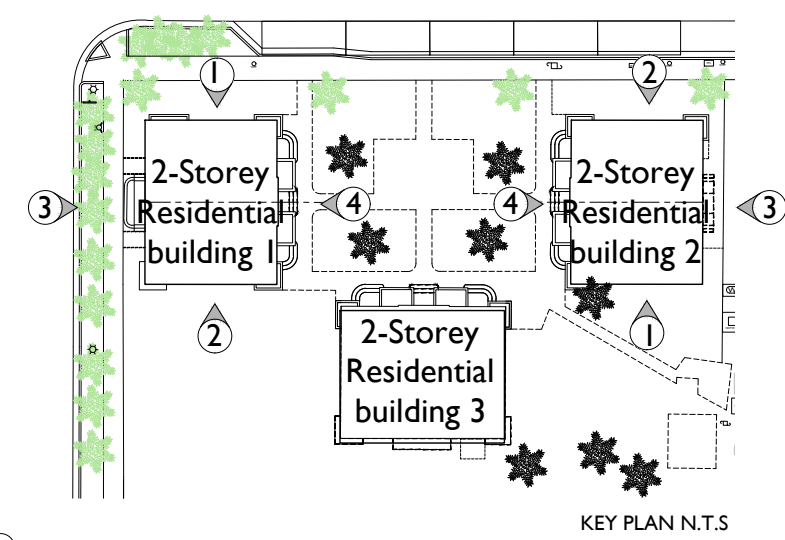 1
2
2-Storey
Residential
building 1
2-Storey
Residential
building 2
3
4
4
3
2
1
2-Storey
Residential
building 3
KEY PLAN N.T.S